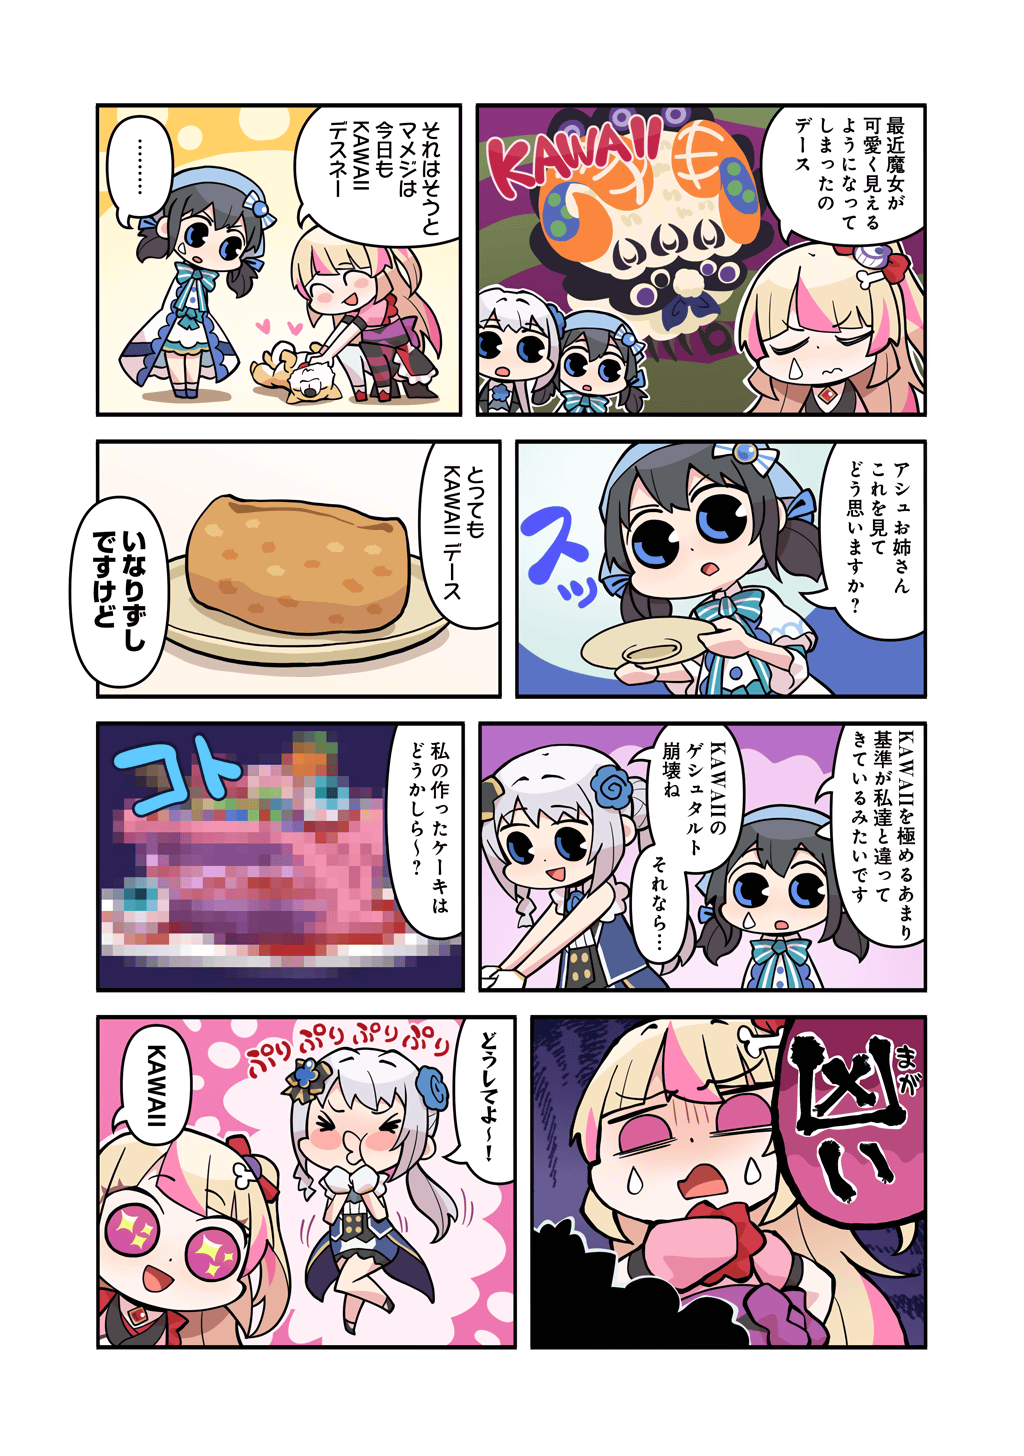 最近魔女が
可愛く見える
ようになって
しまったの
デース
KAWAII
それはそうと
マメジは
今日も
KAWAII
デスネー
………
アシュお姉さん
これを見て
どう思いますか？
スッ
とっても
KAWAIIデース
いなりずし
ですけど
KAWAIIを極めるあまり
基準が私達と違って
きているみたいです
KAWAIIの
ゲシュタルト
崩壊ね
それなら…
私の作ったケーキは
どうかしら～？
コト
凶い
まが
どうしてよ～！
ぷりぷりぷりぷり
KAWAII